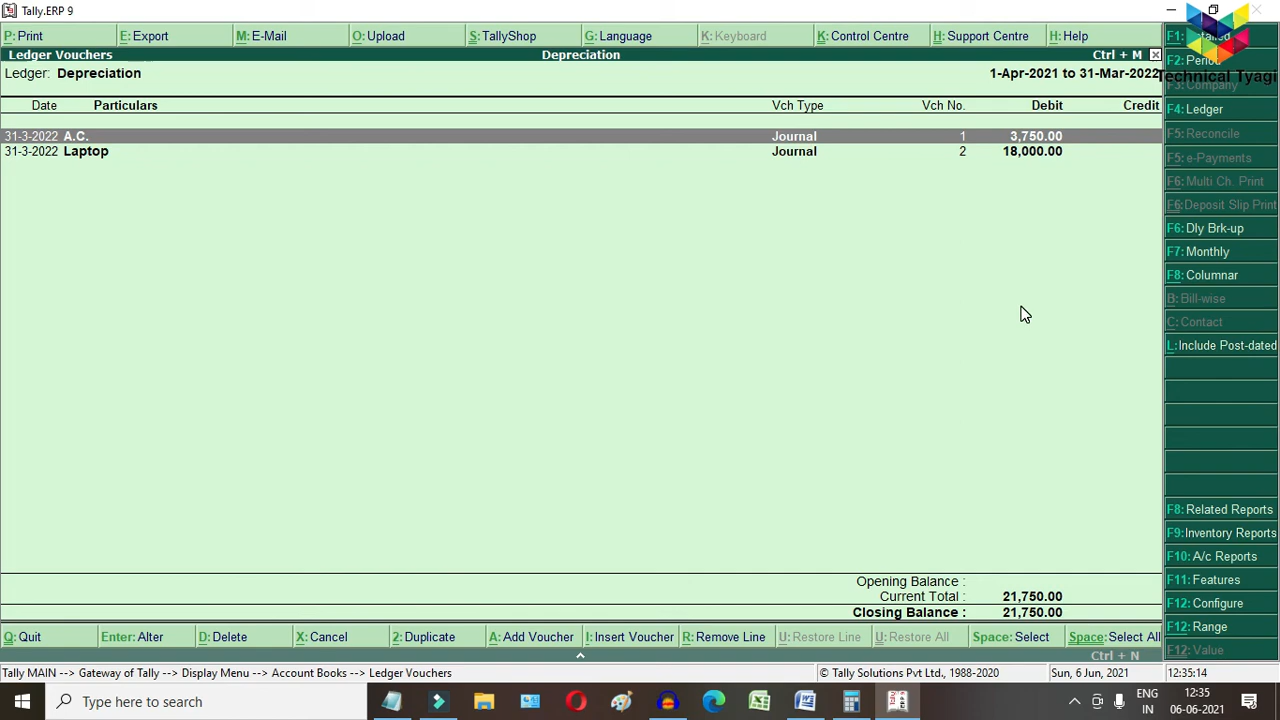 Tally.ERP 9
P: Print E: Export M: E-Mail O: Upload S: TallyShop G: Language K: Keyboard K: Control Centre H: Support Centre H: Help
Ledger Vouchers Depreciation Ctrl + M
Ledger: Depreciation 1-Apr-2021 to 31-Mar-2022
Technical Tyagi
Date Particulars Vch Type Vch No. Debit Credit
31-3-2022 A.C. Journal 1 3,750.00
31-3-2022 Laptop Journal 2 18,000.00
Opening Balance :
Current Total : 21,750.00
Closing Balance : 21,750.00
Q: Quit Enter: Alter D: Delete X: Cancel 2: Duplicate A: Add Voucher I: Insert Voucher R: Remove Line U: Restore Line U: Restore All Space: Select Space: Select All
Ctrl + N
F1:
F2: Period
F3: Company
F4: Ledger
F5: Reconcile
F5: e-Payments
F6: Multi Ch. Print
F6: Deposit Slip Print
F6: Dly Brk-up
F7: Monthly
F8: Columnar
B: Bill-wise
C: Contact
L: Include Post-dated
F8: Related Reports
F9: Inventory Reports
F10: A/c Reports
F11: Features
F12: Configure
F12: Range
F12: Value
Tally MAIN --> Gateway of Tally --> Display Menu --> Account Books --> Ledger Vouchers © Tally Solutions Pvt Ltd., 1988-2020 Sun, 6 Jun, 2021 12:35:14
Type here to search
ENG
IN
12:35
06-06-2021